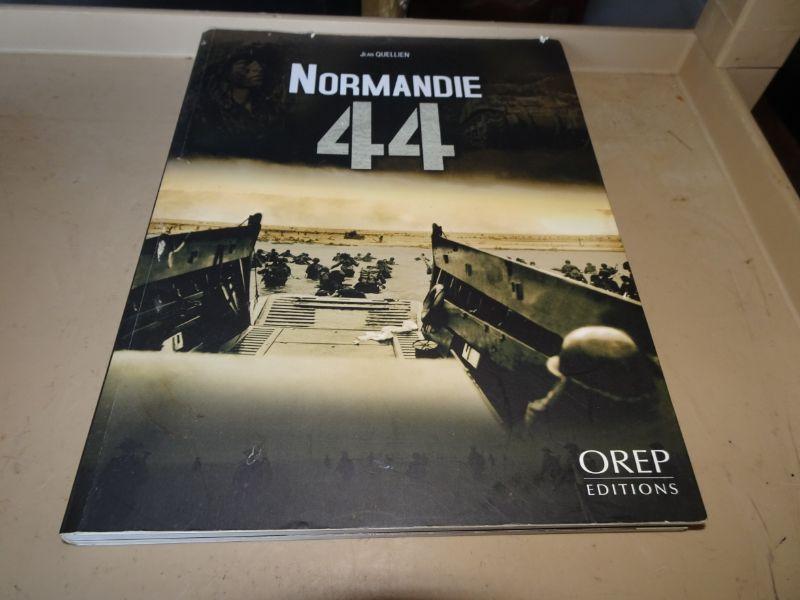 Jean QUELLIEN
NORMANDIE
44
OREP
EDITIONS